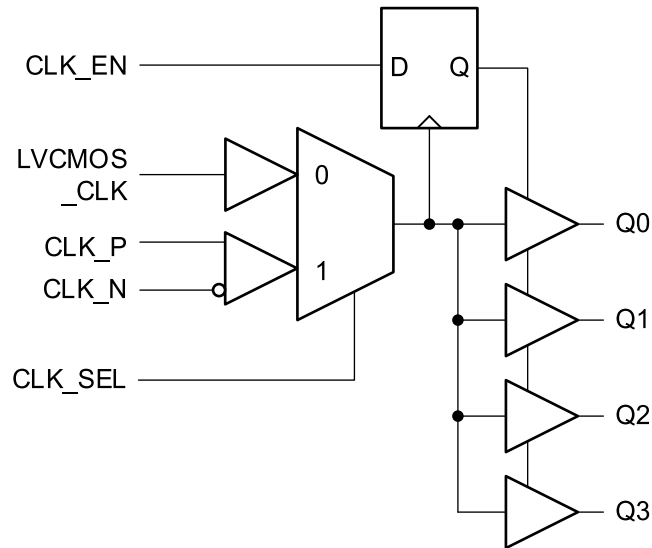 CLK_EN
D Q
LVCMOS
_CLK
0
CLK_P
CLK_N
1
CLK_SEL
Q0
Q1
Q2
Q3